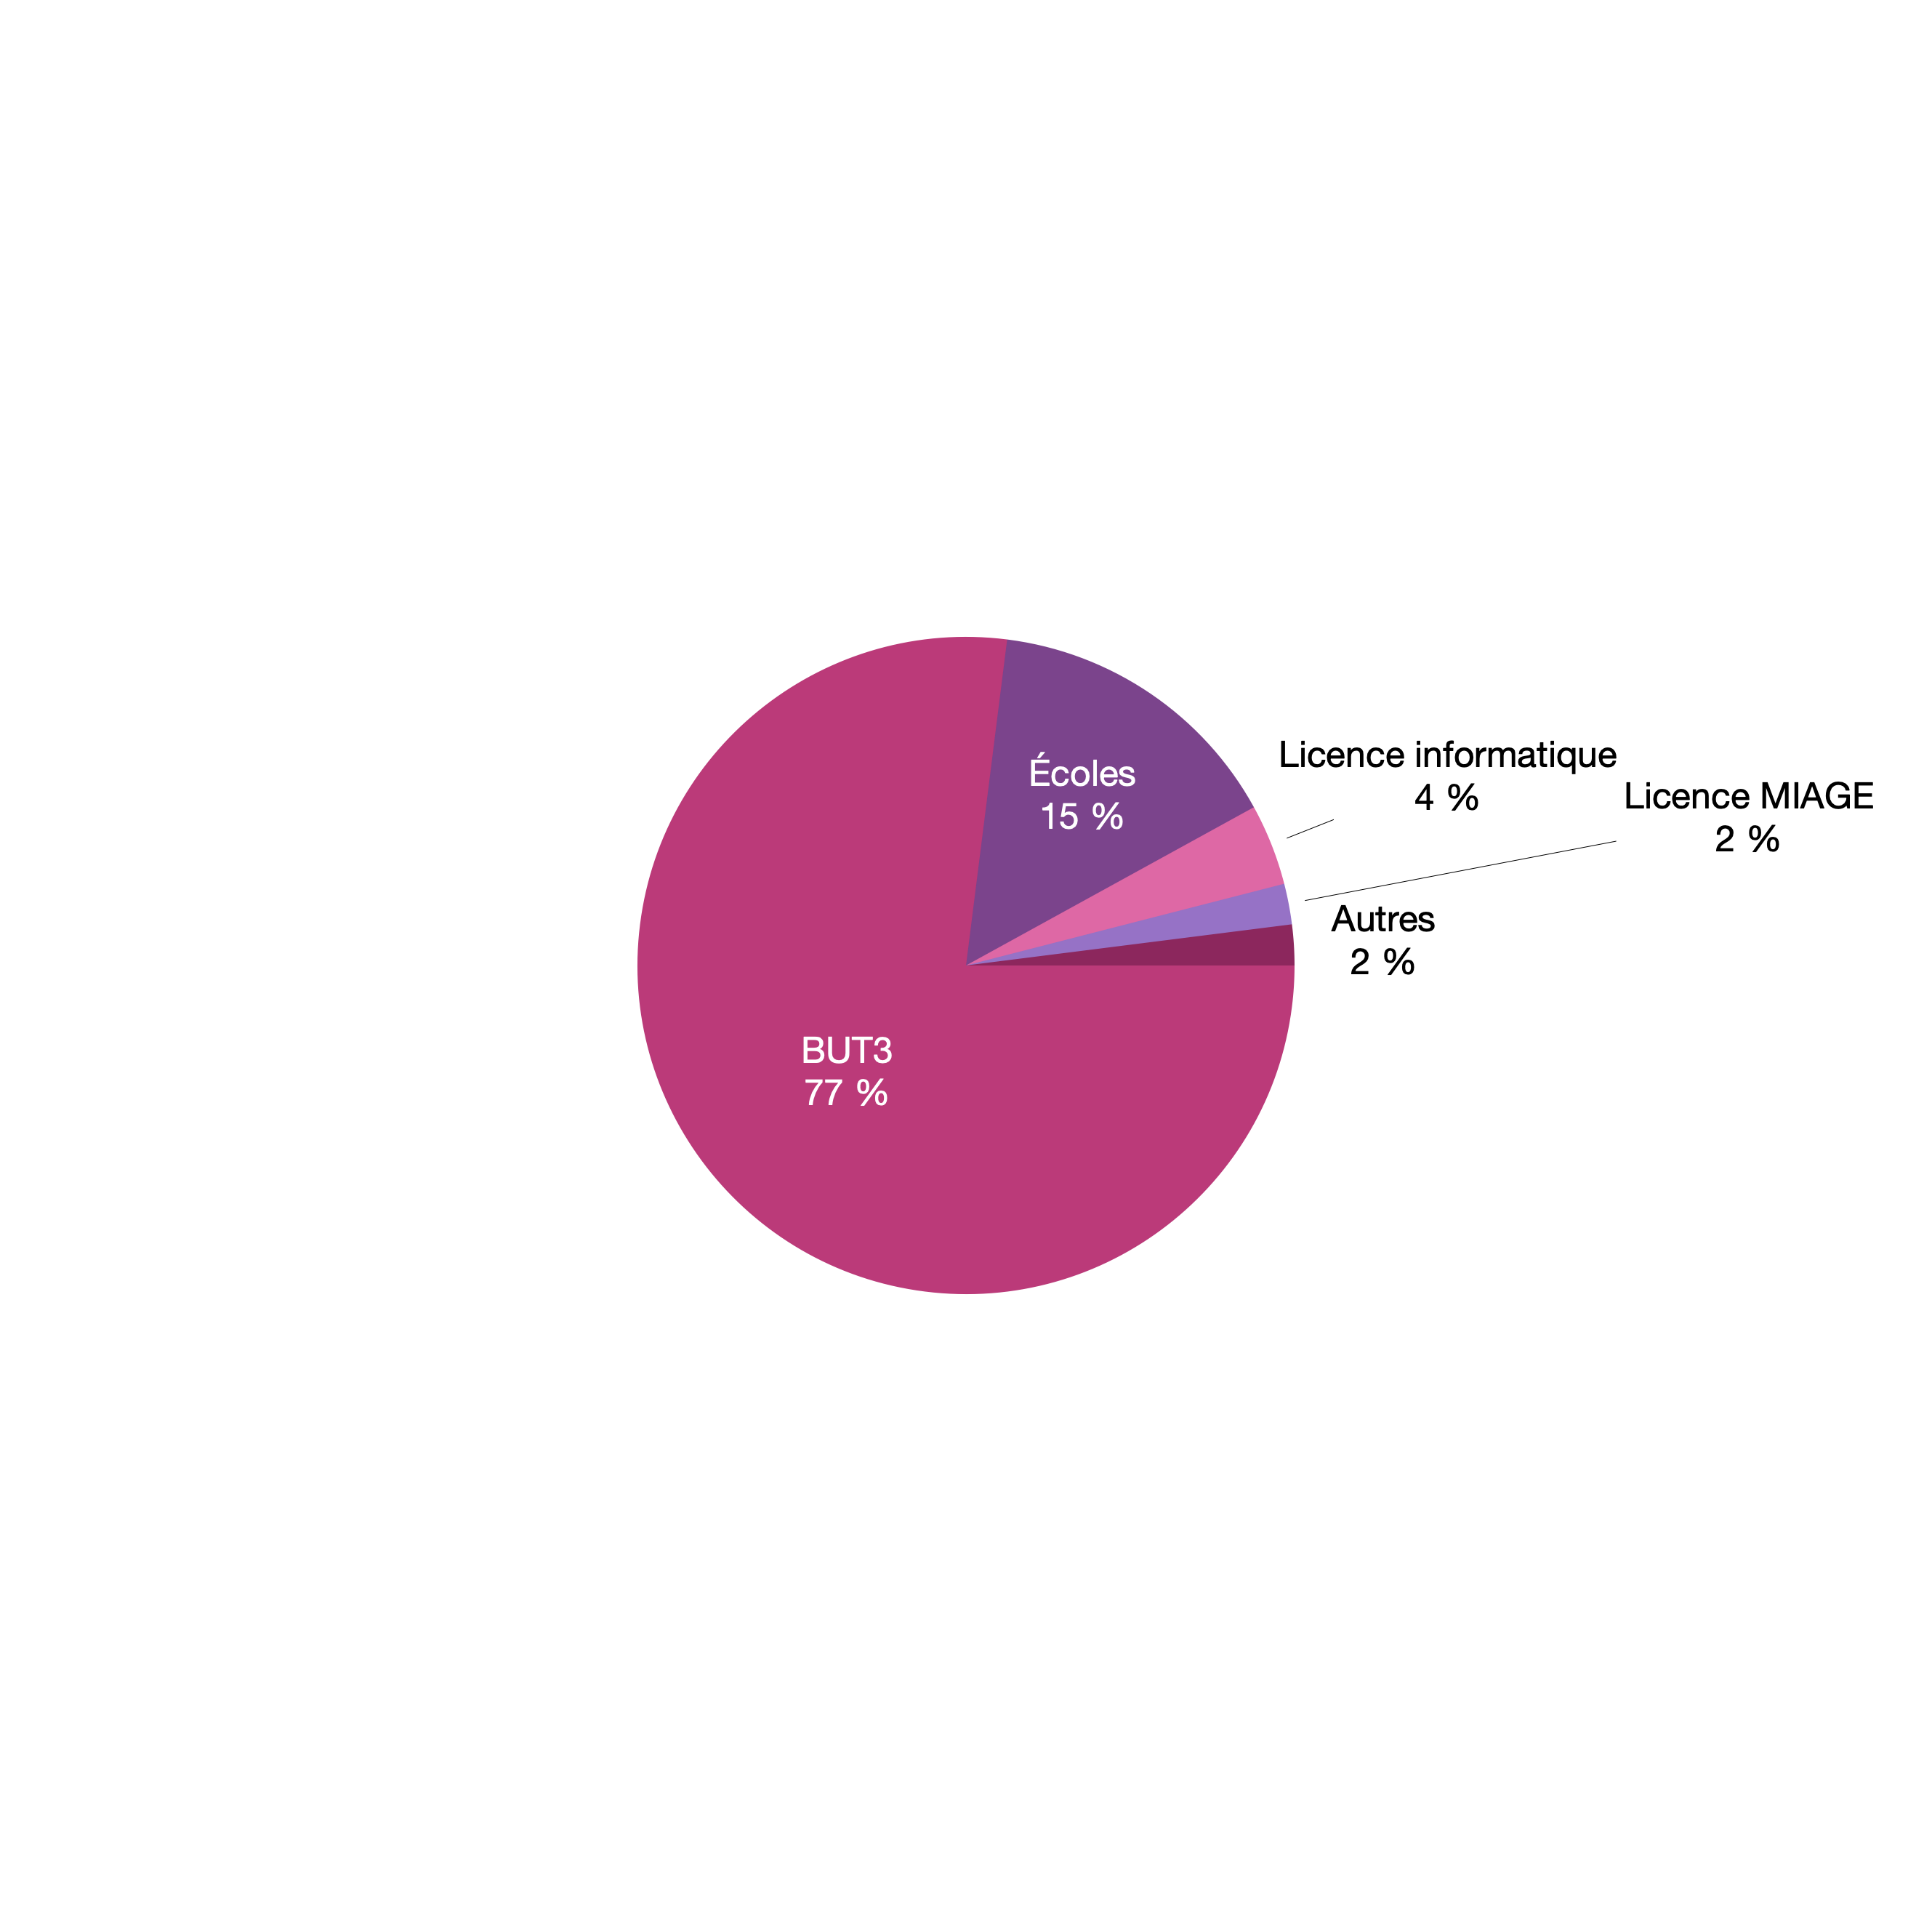 Écoles
15 %
Licence informatique
4 %
Licence MIAGE
2 %
Autres
2 %
BUT3
77 %